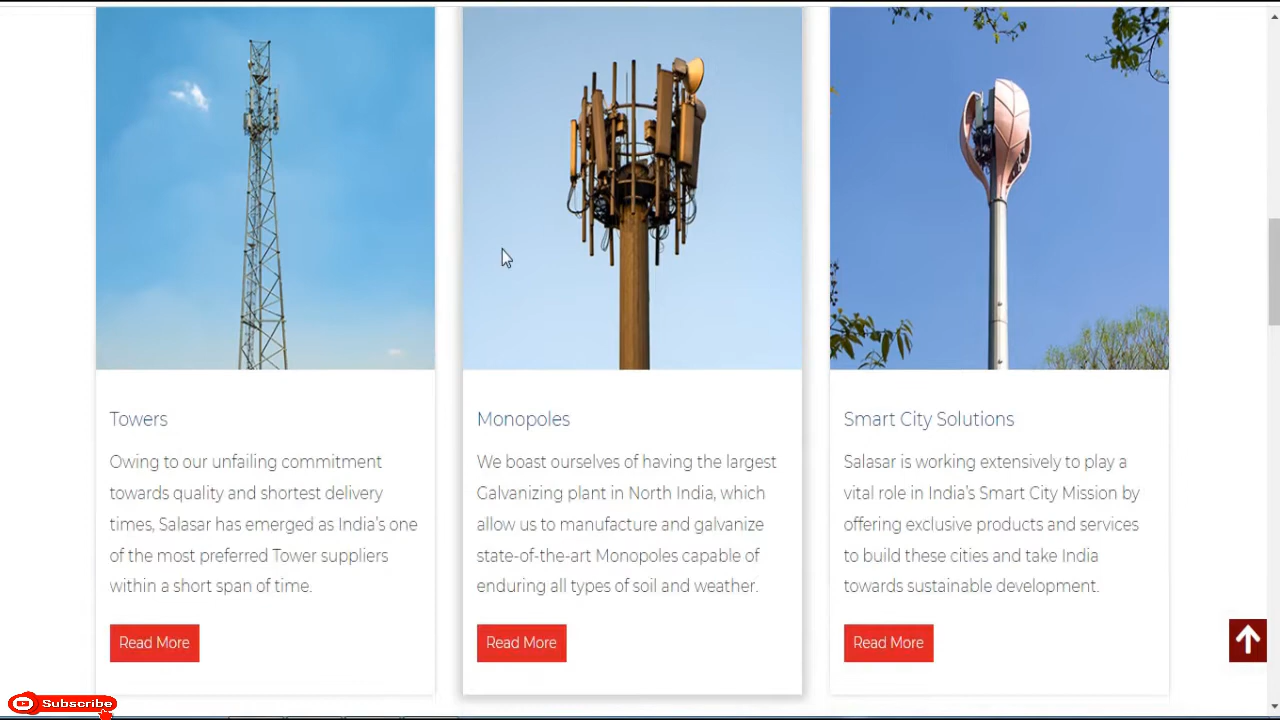 Towers
Owing to our unfailing commitment
towards quality and shortest delivery
times, Salasar has emerged as India's one
of the most preferred Tower suppliers
within a short span of time.
Read More
Monopoles
We boast ourselves of having the largest
Galvanizing plant in North India, which
allow us to manufacture and galvanize
state-of-the-art Monopoles capable of
enduring all types of soil and weather.
Read More
Smart City Solutions
Salasar is working extensively to play a
vital role in India's Smart City Mission by
offering exclusive products and services
to build these cities and take India
towards sustainable development.
Read More
Subscribe